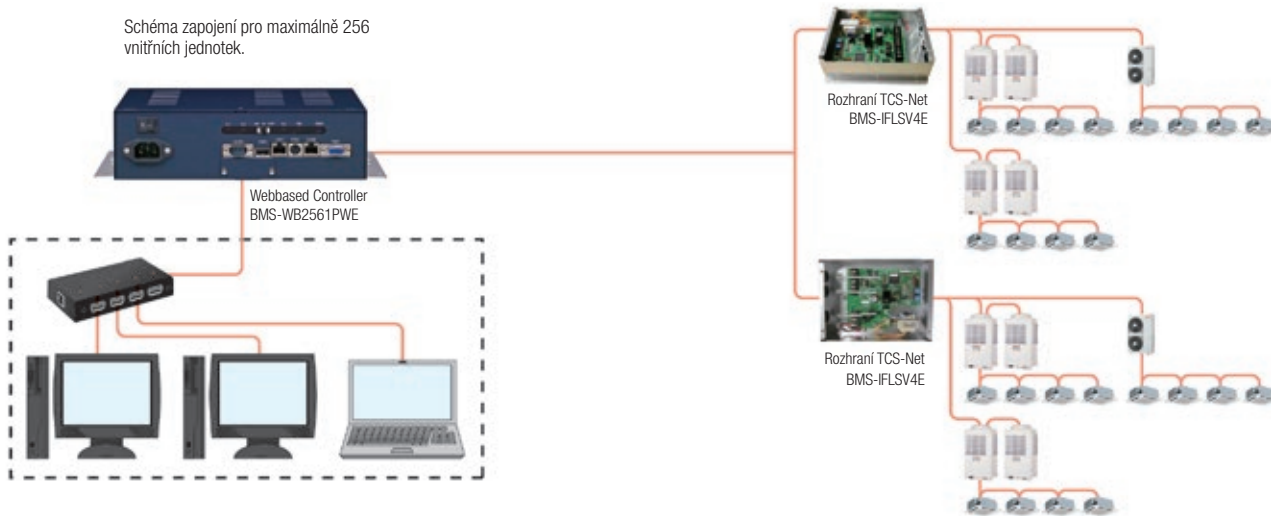 Schéma zapojení pro maximálně 256
vnitřních jednotek.
Webbased Controller
BMS-WB2561PWE
Rozhraní TCS-Net
BMS-IFLSV4E
Rozhraní TCS-Net
BMS-IFLSV4E